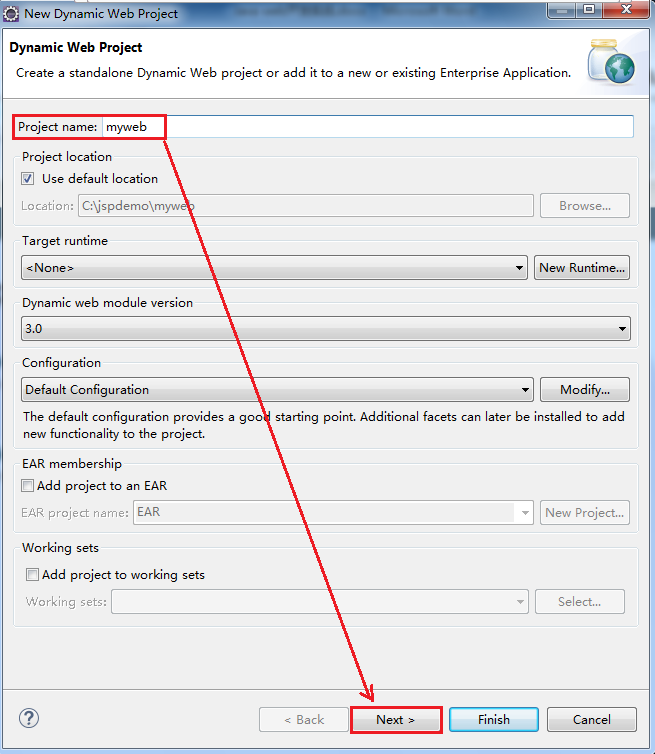 New Dynamic Web Project
Dynamic Web Project
Create a standalone Dynamic Web project or add it to a new or existing Enterprise Application.
Project name: myweb
Project location
Use default location
Location: C:\jspdemo\myweb Browse...
Target runtime
<None> New Runtime...
Dynamic web module version
3.0
Configuration
Default Configuration Modify...
The default configuration provides a good starting point. Additional facets can later be installed to add
new functionality to the project.
EAR membership
Add project to an EAR
EAR project name: EAR New Project...
Working sets
Add project to working sets
Working sets: Select...
? < Back Next > Finish Cancel